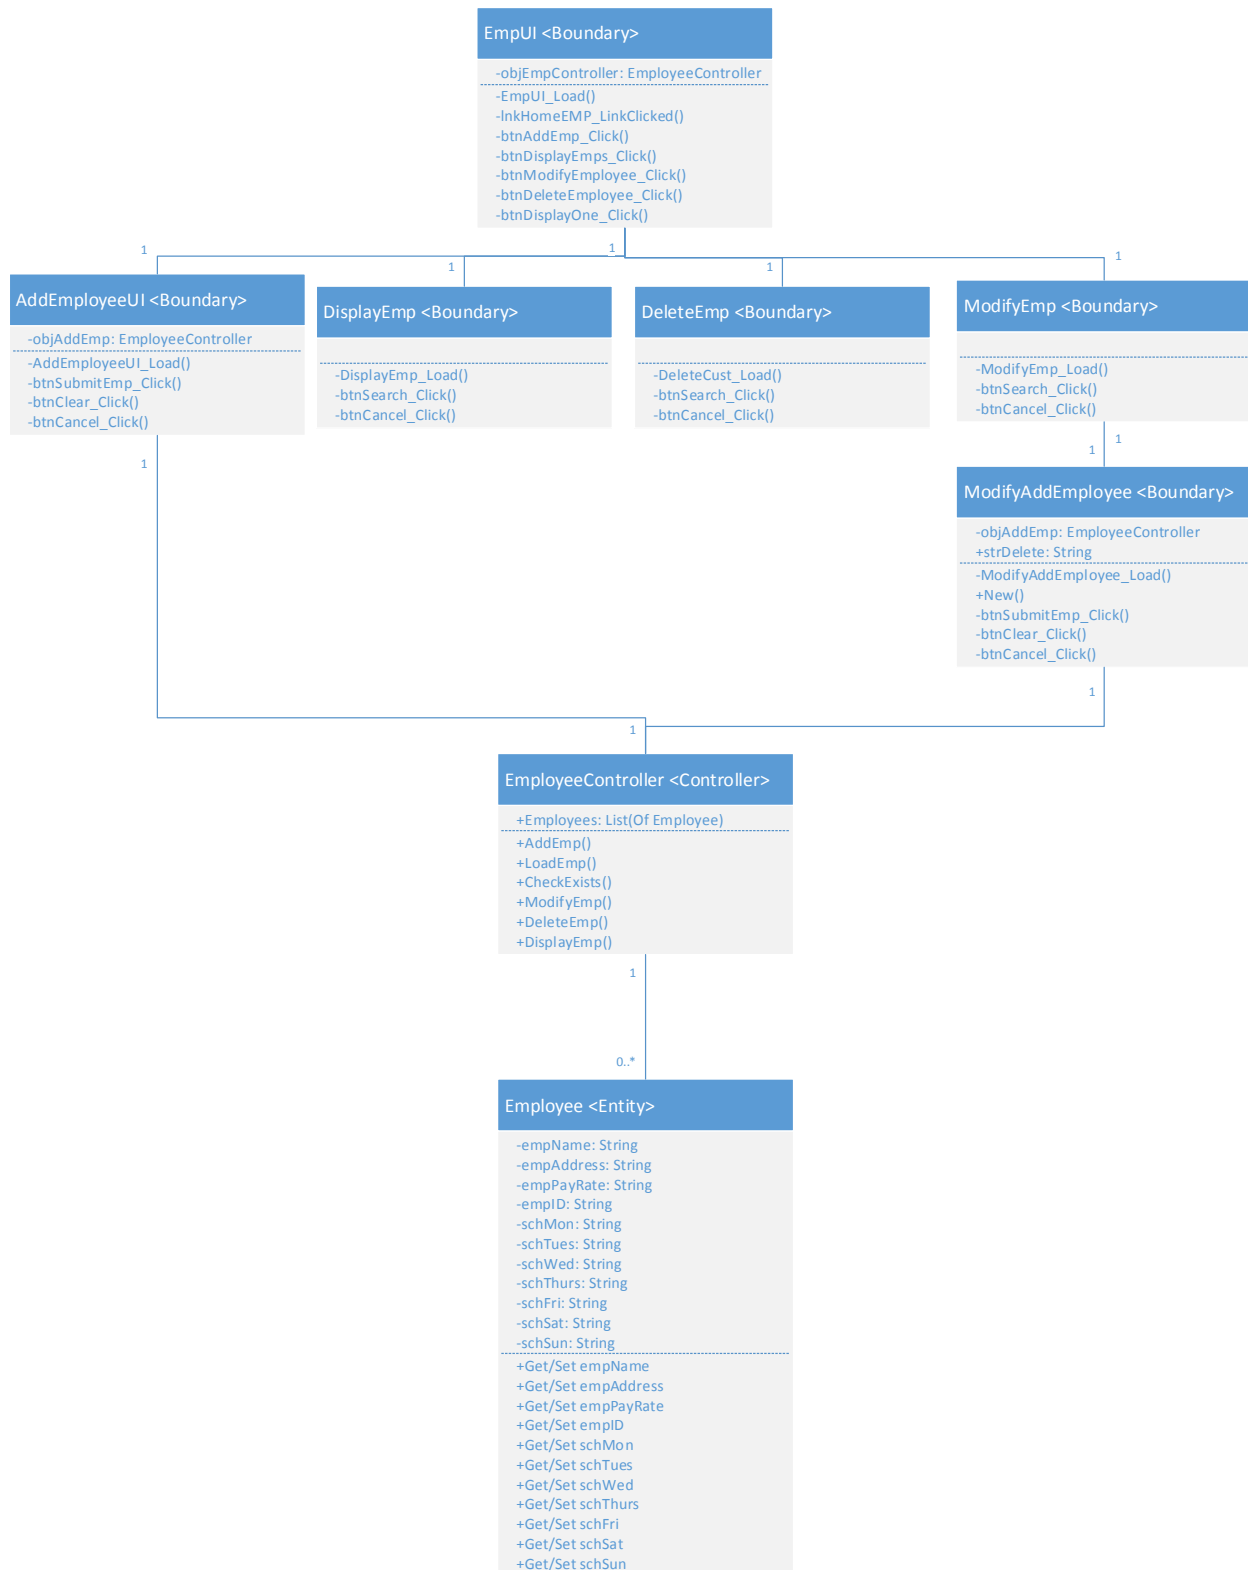 EmpUI <Boundary>
-objEmpController: EmployeeController
-EmpUI_Load()
-lnkHomeEMP_LinkClicked()
-btnAddEmp_Click()
-btnDisplayEmps_Click()
-btnModifyEmployee_Click()
-btnDeleteEmployee_Click()
-btnDisplayOne_Click()
1
1
1
1
1
AddEmployeeUI <Boundary>
-objAddEmp: EmployeeController
-AddEmployeeUI_Load()
-btnSubmitEmp_Click()
-btnClear_Click()
-btnCancel_Click()
1
DisplayEmp <Boundary>
-DisplayEmp_Load()
-btnSearch_Click()
-btnCancel_Click()
DeleteEmp <Boundary>
-DeleteCust_Load()
-btnSearch_Click()
-btnCancel_Click()
ModifyEmp <Boundary>
-ModifyEmp_Load()
-btnSearch_Click()
-btnCancel_Click()
1
1
ModifyAddEmployee <Boundary>
-objAddEmp: EmployeeController
+strDelete: String
-ModifyAddEmployee_Load()
+New()
-btnSubmitEmp_Click()
-btnClear_Click()
-btnCancel_Click()
1
1
EmployeeController <Controller>
+Employees: List(Of Employee)
+AddEmp()
+LoadEmp()
+CheckExists()
+ModifyEmp()
+DeleteEmp()
+DisplayEmp()
1
0..*
Employee <Entity>
-empName: String
-empAddress: String
-empPayRate: String
-empID: String
-schMon: String
-schTues: String
-schWed: String
-schThurs: String
-schFri: String
-schSat: String
-schSun: String
+Get/Set empName
+Get/Set empAddress
+Get/Set empPayRate
+Get/Set empID
+Get/Set schMon
+Get/Set schTues
+Get/Set schWed
+Get/Set schThurs
+Get/Set schFri
+Get/Set schSat
+Get/Set schSun